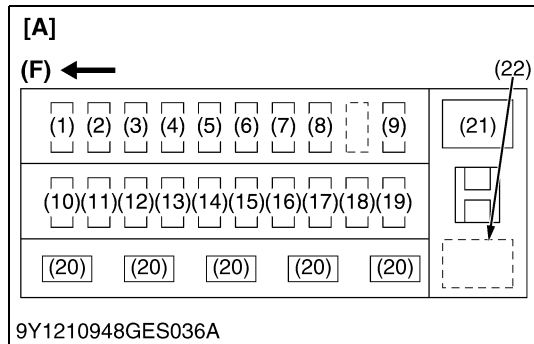 [A]
(F)
(22)
(1) (2) (3) (4) (5) (6) (7) (8) (9) (21)
(10) (11) (12) (13) (14) (15) (16) (17) (18) (19)
(20) (20) (20) (20) (20)
9Y1210948GES036A